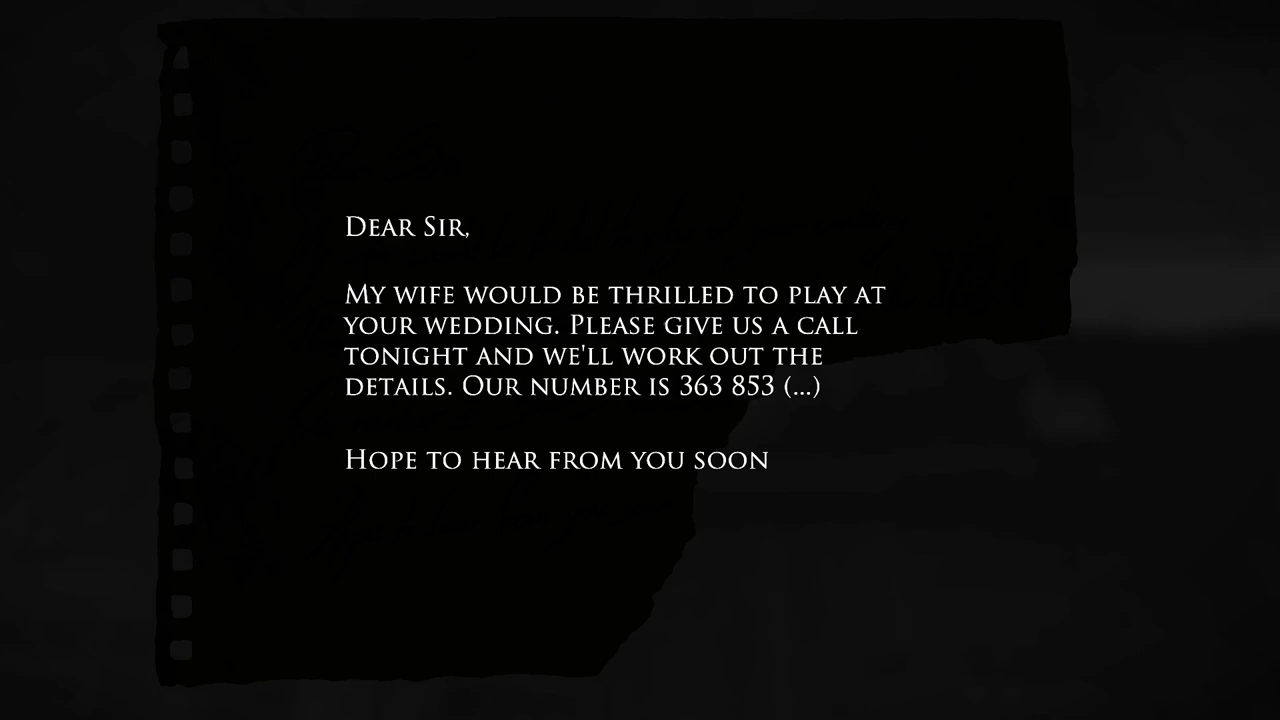 Dear Sir,
My wife would be thrilled to play at
your wedding. Please give us a call
tonight and we'll work out the
details. Our number is 363 853 (...)
Hope to hear from you soon